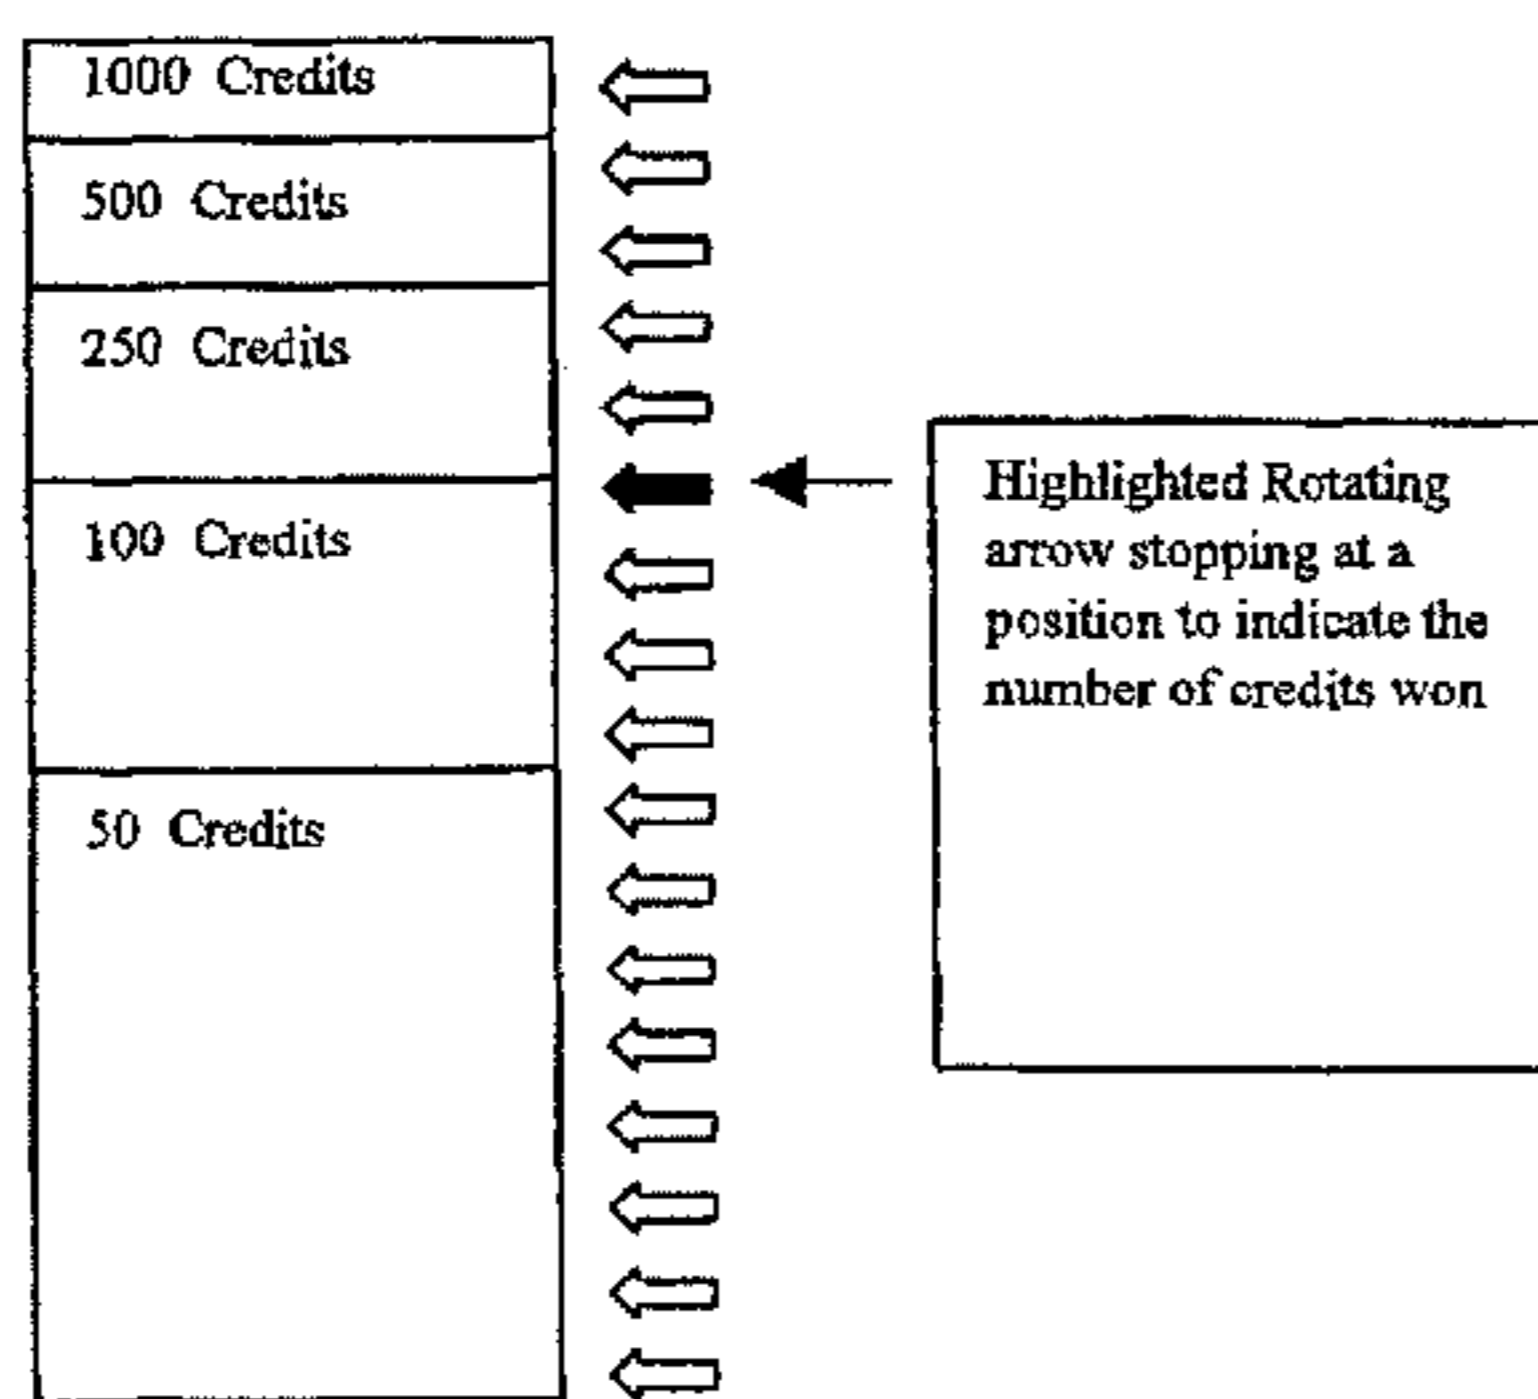 1000 Credits
500 Credits
250 Credits
100 Credits
50 Credits
Highlighted Rotating
arrow stopping at a
position to indicate the
number of credits won